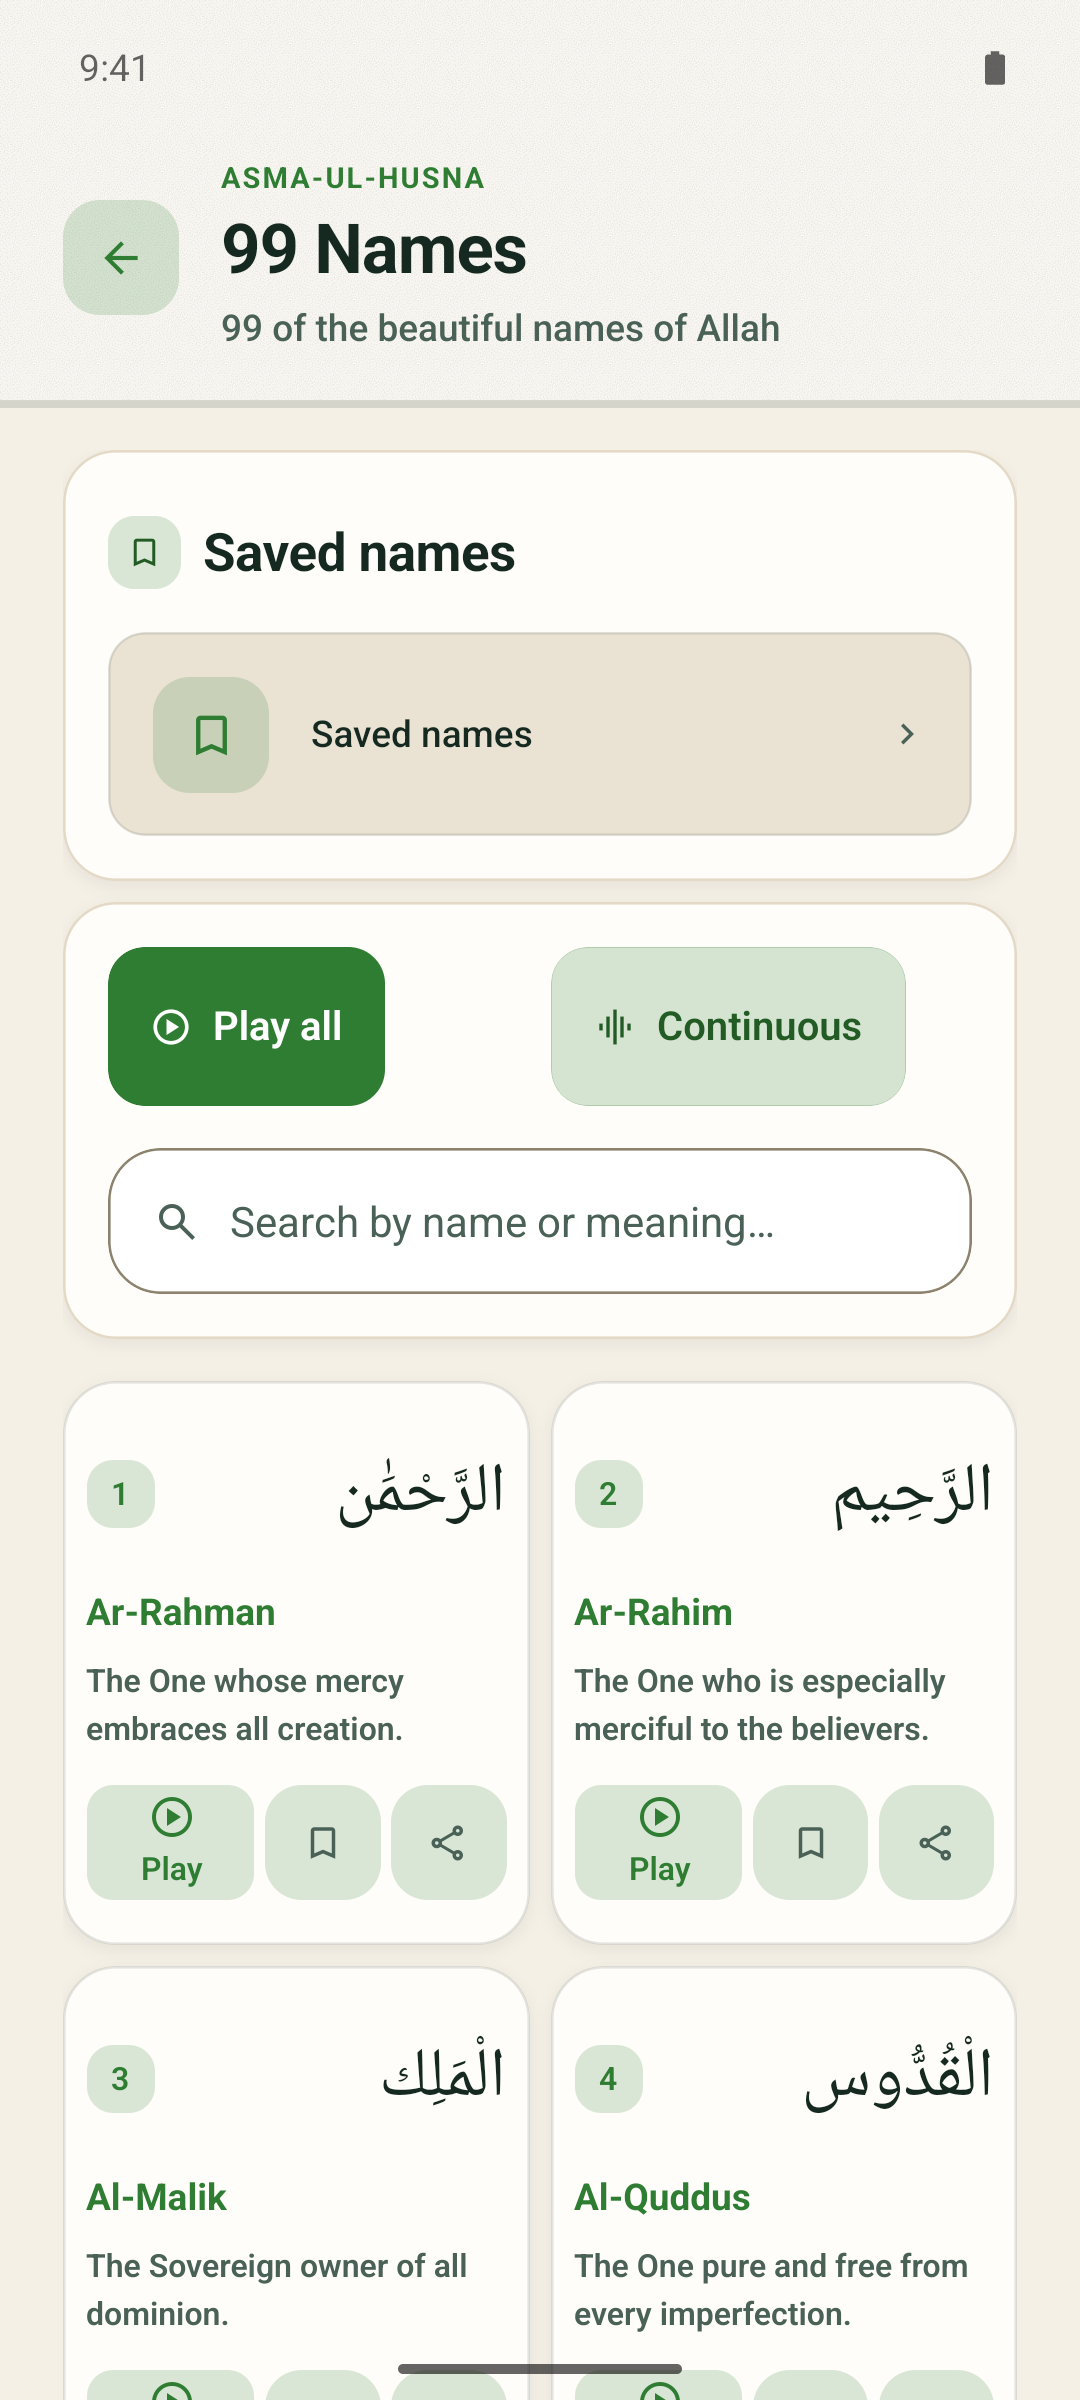 9:41
ASMA-UL-HUSNA
99 Names
99 of the beautiful names of Allah
Saved names
Saved names
Play all
Continuous
Search by name or meaning...
1
الرَّحْمَٰن
Ar-Rahman
The One whose mercy
embraces all creation.
Play
2
الرَّحِيم
Ar-Rahim
The One who is especially
merciful to the believers.
Play
3
الْمَلِك
Al-Malik
The Sovereign owner of all
dominion.
4
الْقُدُّوس
Al-Quddus
The One pure and free from
every imperfection.